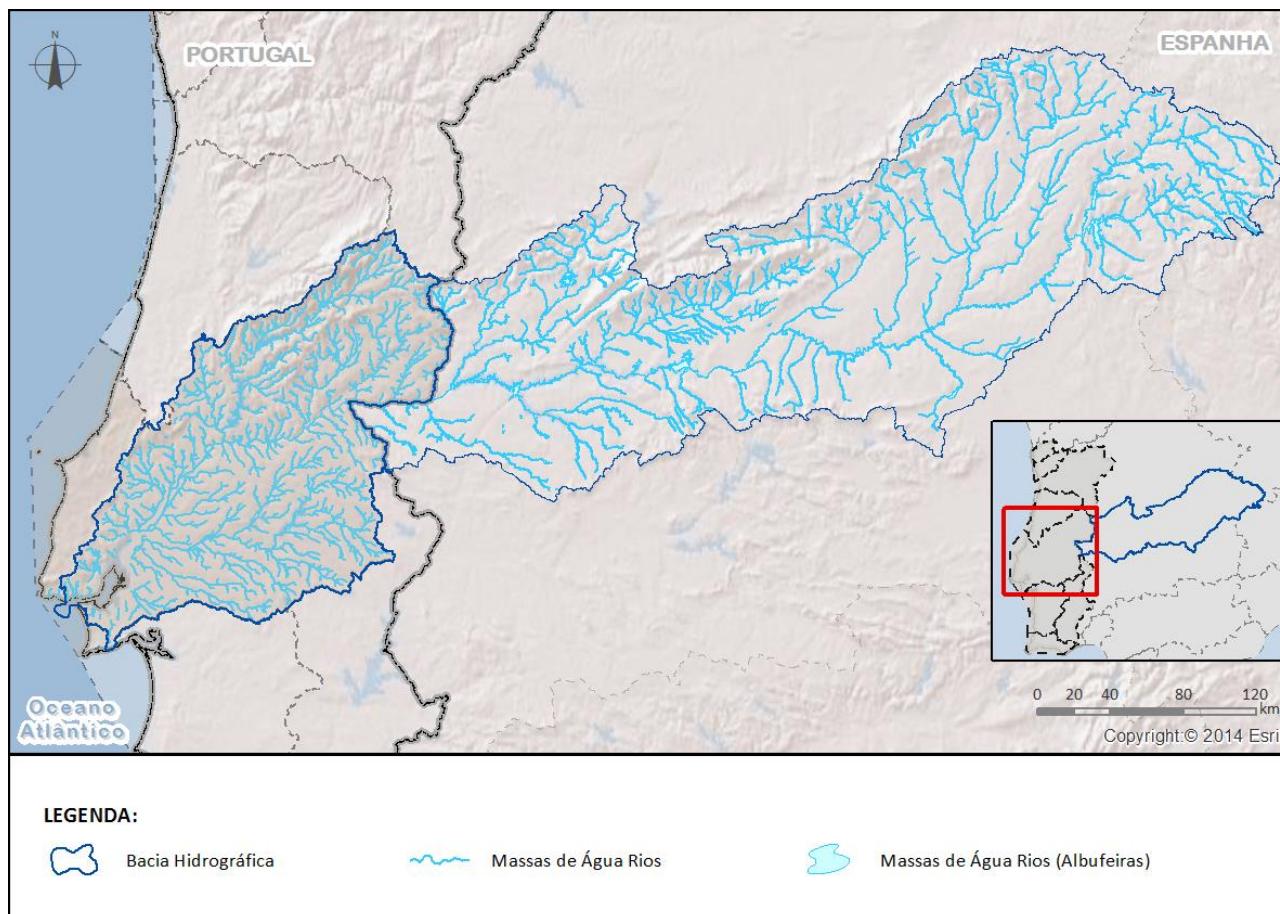 N
PORTUGAL
ESPANHA
Oceano
Atlântico
0 20 40 80 120
km
Copyright:© 2014 Esri
LEGENDA:
Bacia Hidrográfica
Massas de Água Rios
Massas de Água Rios (Albufeiras)